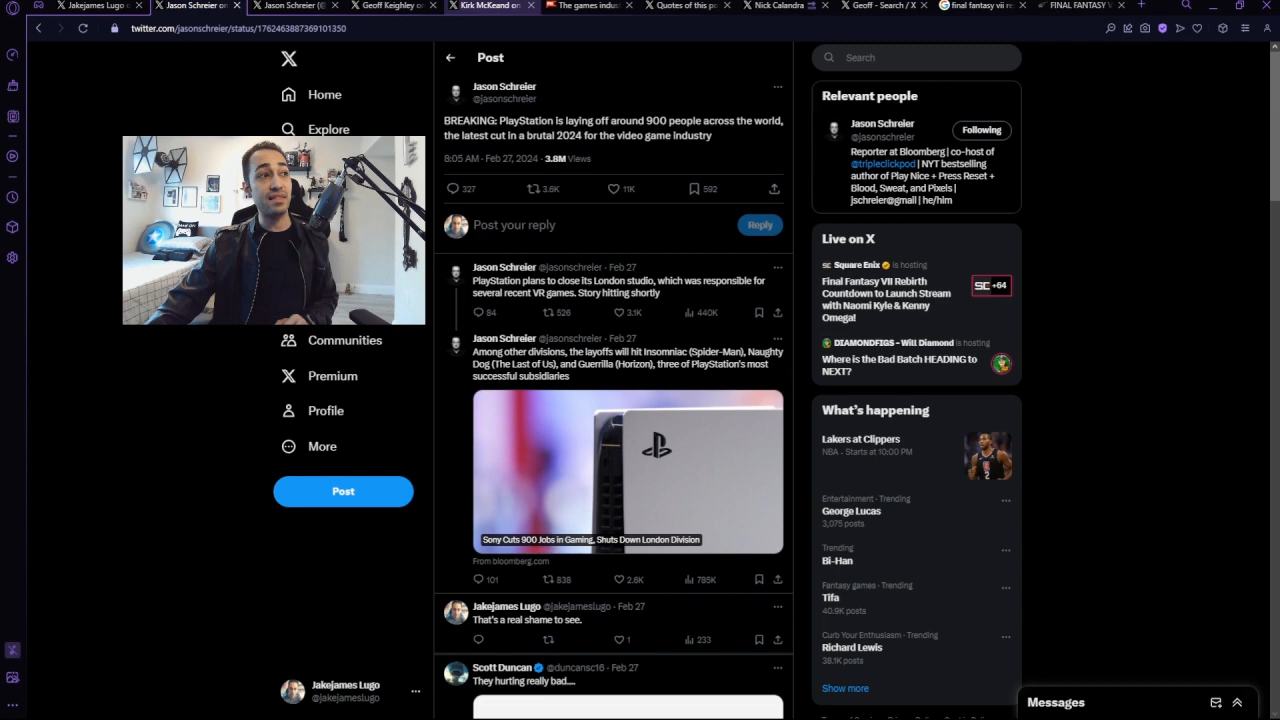 Jakejames Lugo o
Jason Schreier on
Jason Schreier (@
Geoff Keighley o
Kirk McKeand on
The games indust
Quotes of this po
Nick Calandra
Geoff - Search / X
final fantasy vii re
FINAL FANTASY V
twitter.com/jasonschreier/status/1762463887369101350
Home
Explore
Communities
Premium
Profile
More
Post
Jakejames Lugo
@jakejameslugo
Post
Jason Schreier
@jasonschreier
BREAKING: PlayStation is laying off around 900 people across the world,
the latest cut in a brutal 2024 for the video game industry
8:05 AM · Feb 27, 2024 · 3.8M Views
327 3.6K 11K 592
Post your reply
Reply
Jason Schreier @jasonschreier · Feb 27
PlayStation plans to close its London studio, which was responsible for
several recent VR games. Story hitting shortly
84 526 3.1K 440K
Jason Schreier @jasonschreier · Feb 27
Among other divisions, the layoffs will hit Insomniac (Spider-Man), Naughty
Dog (The Last of Us), and Guerrilla (Horizon), three of PlayStation's most
successful subsidiaries
Sony Cuts 900 Jobs in Gaming, Shuts Down London Division
From bloomberg.com
101 838 2.6K 785K
Jakejames Lugo @jakejameslugo · Feb 27
That's a real shame to see.
1 233
Scott Duncan @duncansc16 · Feb 27
They hurting really bad....
Search
Relevant people
Jason Schreier
@jasonschreier
Following
Reporter at Bloomberg | co-host of
@tripleclickpod | NYT bestselling
author of Play Nice + Press Reset +
Blood, Sweat, and Pixels |
jschreier@gmail | he/him
Live on X
Square Enix is hosting
Final Fantasy VII Rebirth
Countdown to Launch Stream
with Naomi Kyle & Kenny
Omega!
+64
DIAMONDFIGS - Will Diamond is hosting
Where is the Bad Batch HEADING to
NEXT?
What's happening
Lakers at Clippers
NBA · Starts at 10:00 PM
Entertainment · Trending
George Lucas
3,075 posts
Trending
Bi-Han
Fantasy games · Trending
Tifa
40.9K posts
Curb Your Enthusiasm · Trending
Richard Lewis
38.1K posts
Show more
Messages